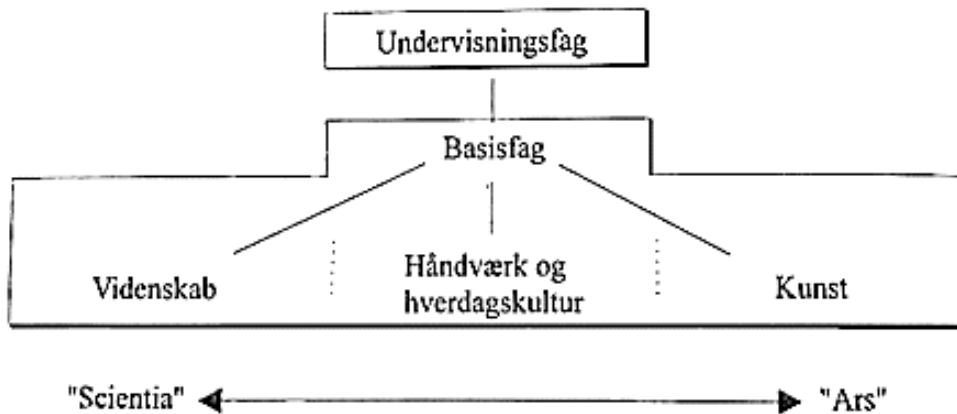 Undervisningsfag
Basisfag
Videnskab
Håndværk og
hverdagskultur
Kunst
"Scientia"
"Ars"